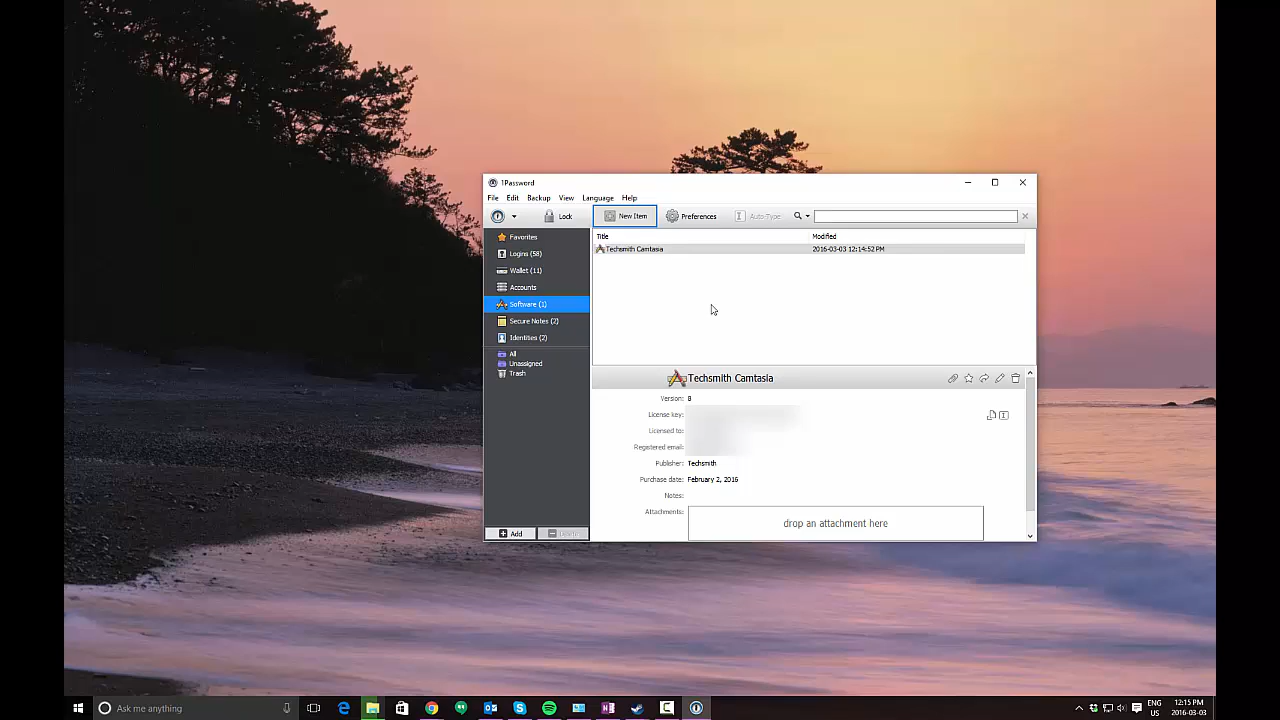 1Password
File Edit Backup View Language Help
Lock New Item Preferences Auto-Type
Favorites
Logins (58)
Wallet (11)
Accounts
Software (1)
Secure Notes (2)
Identities (2)
All
Unassigned
Trash
Add Delete
Title Modified
Techsmith Camtasia 2016-03-03 12:14:52 PM
Techsmith Camtasia
Version: 8
License key:
Licensed to:
Registered email:
Publisher: Techsmith
Purchase date: February 2, 2016
Notes:
Attachments: drop an attachment here
Ask me anything
ENG 12:15 PM
US 2016-03-03